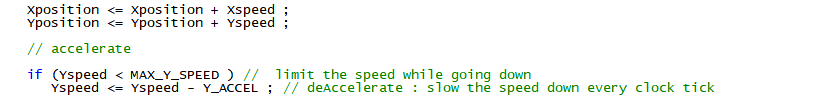 Xposition <= Xposition + Xspeed ;
Yposition <= Yposition + Yspeed ;
// accelerate
if (Yspeed < MAX_Y_SPEED ) //  limit the speed while going down
Yspeed <= Yspeed - Y_ACCEL ; // deAccelerate : slow the speed down every clock tick